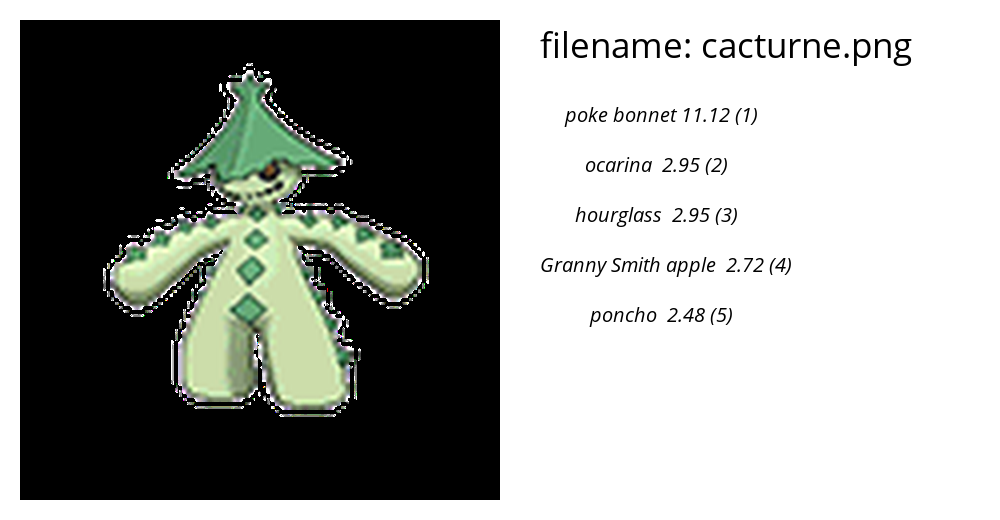 filename: cacturne.png
poke bonnet 11.12 (1)
ocarina 2.95 (2)
hourglass 2.95 (3)
Granny Smith apple 2.72 (4)
poncho 2.48 (5)